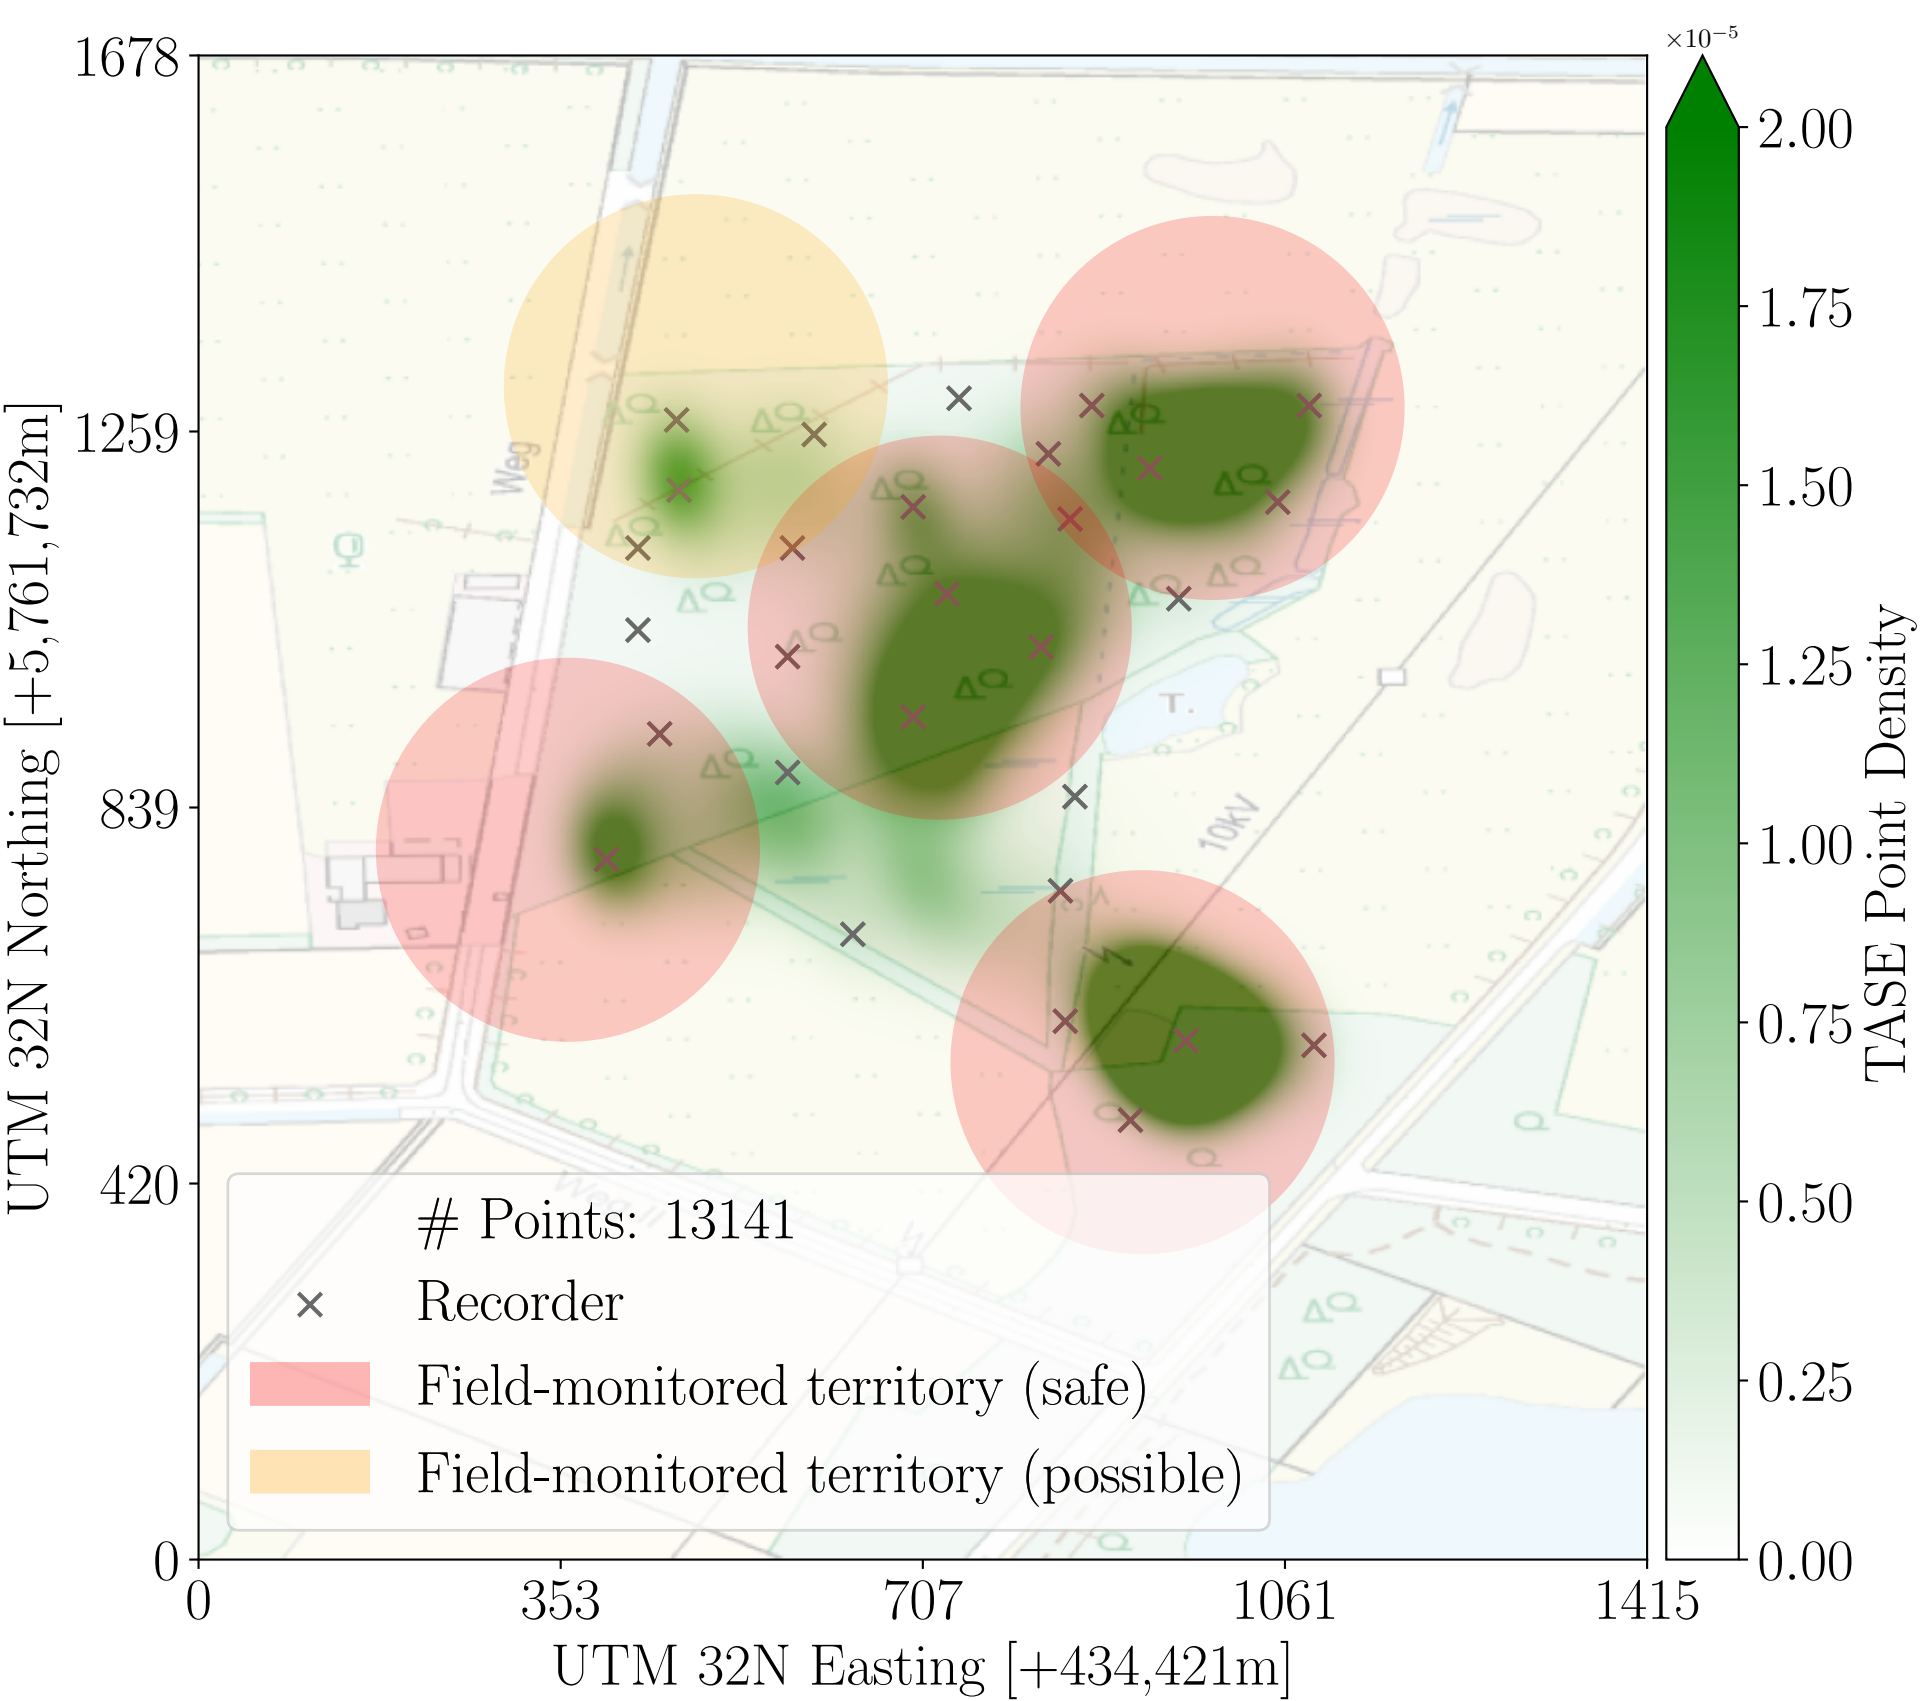 ×10⁻⁵
1678
1259
839
420
0
UTM 32N Northing [+5,761,732m]
Weg
T.
10kV
Weg
# Points: 13141
Recorder
Field-monitored territory (safe)
Field-monitored territory (possible)
0
353
707
1061
1415
UTM 32N Easting [+434,421m]
2.00
1.75
1.50
1.25
1.00
0.75
0.50
0.25
0.00
TASE Point Density